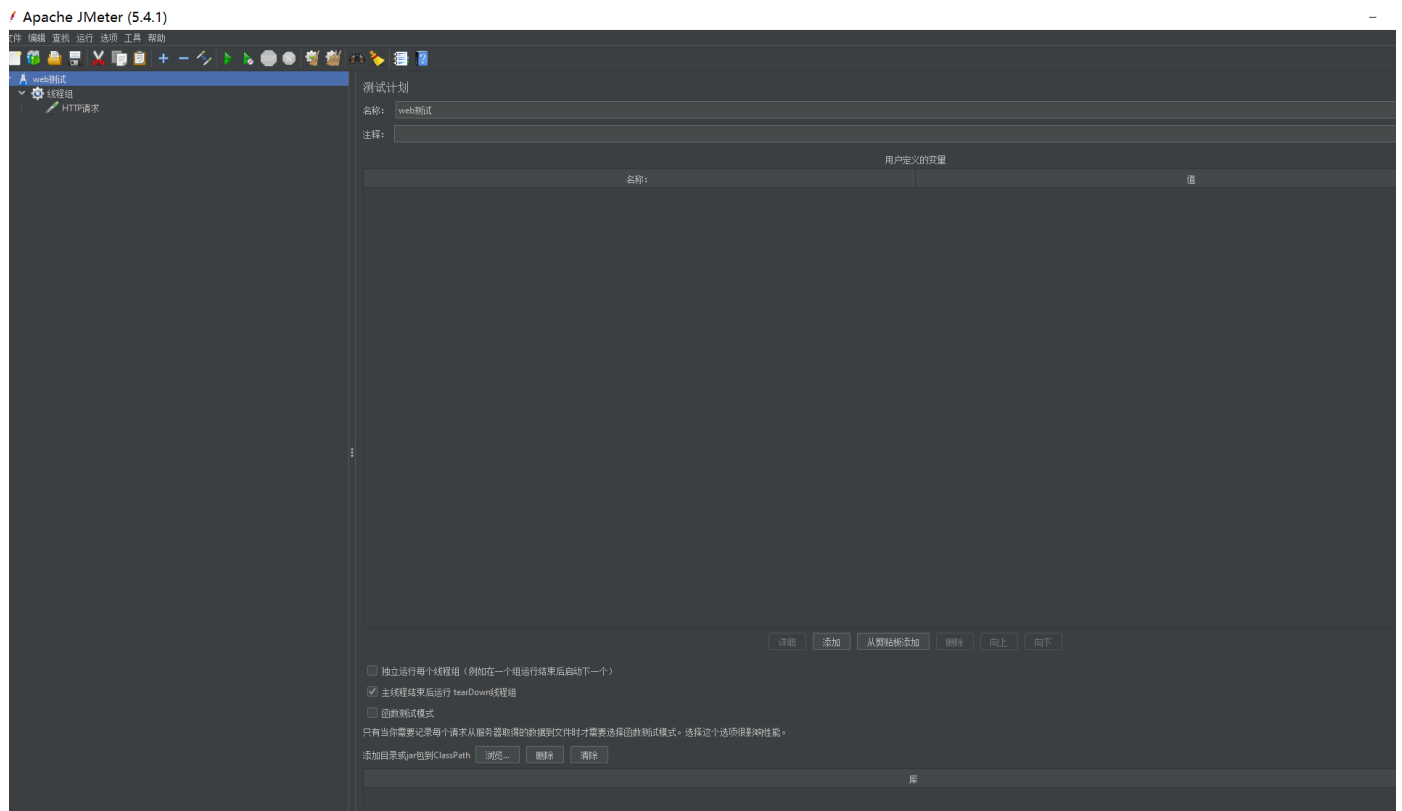 Apache JMeter (5.4.1)
文件 编辑 查找 运行 选项 工具 帮助
web测试
线程组
HTTP请求
测试计划
名称: web测试
注释:
用户定义的变量
名称: 值
详细 添加 从剪贴板添加 删除 向上 向下
独立运行每个线程组（例如在一个组运行结束后启动下一个）
主线程结束后运行 tearDown线程组
函数测试模式
只有当你需要记录每个请求从服务器取得的数据到文件时才需要选择函数测试模式。选择这个选项很影响性能。
添加目录或jar包到ClassPath 浏览... 删除 清除
库